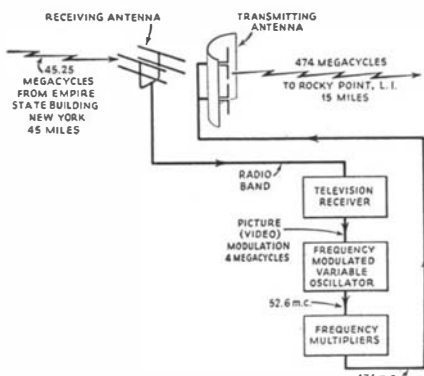 RECEIVING ANTENNA
TRANSMITTING
ANTENNA
45.25
MEGACYCLES
FROM EMPIRE
STATE BUILDING
NEW YORK
45 MILES
474 MEGACYCLES
TO ROCKY POINT, L.I.
15 MILES
RADIO
BAND
TELEVISION
RECEIVER
PICTURE
(VIDEO)
MODULATION
4 MEGACYCLES
FREQUENCY
MODULATED
VARIABLE
OSCILLATOR
52.6 m.c.
FREQUENCY
MULTIPLIERS